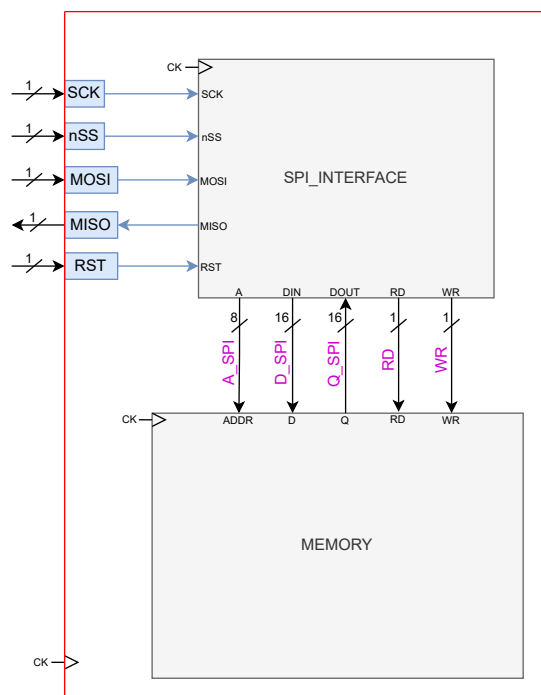 CK
1
SCK
SCK
1
nSS
nSS
1
MOSI
MOSI
SPI_INTERFACE
1
MISO
MISO
1
RST
RST
A DIN DOUT RD WR
8 16 16 1 1
A_SPI D_SPI Q_SPI RD WR
CK
ADDR D Q RD WR
MEMORY
CK